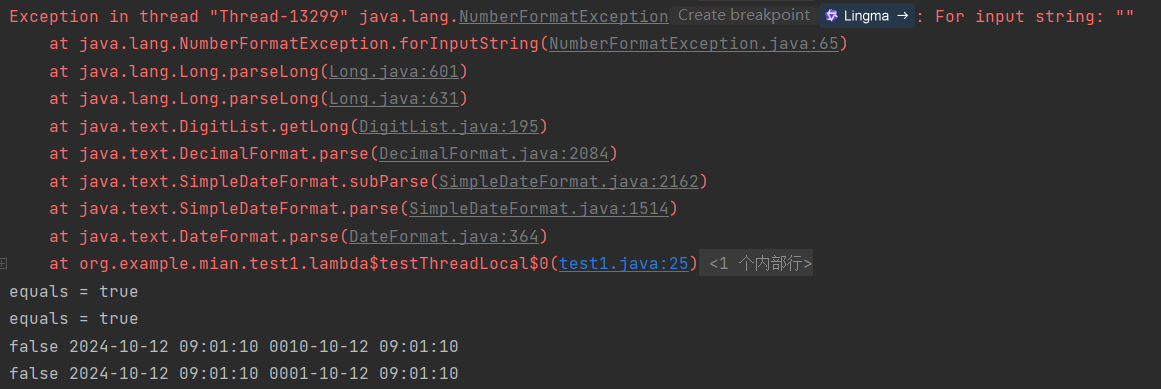 Exception in thread "Thread-13299" java.lang.NumberFormatException Create breakpoint Lingma → : For input string: ""
at java.lang.NumberFormatException.forInputString(NumberFormatException.java:65)
at java.lang.Long.parseLong(Long.java:601)
at java.lang.Long.parseLong(Long.java:631)
at java.text.DigitList.getLong(DigitList.java:195)
at java.text.DecimalFormat.parse(DecimalFormat.java:2084)
at java.text.SimpleDateFormat.subParse(SimpleDateFormat.java:2162)
at java.text.SimpleDateFormat.parse(SimpleDateFormat.java:1514)
at java.text.DateFormat.parse(DateFormat.java:364)
at org.example.mian.test1.lambda$testThreadLocal$0(test1.java:25) <1 个内部行>
equals = true
equals = true
false 2024-10-12 09:01:10 0010-10-12 09:01:10
false 2024-10-12 09:01:10 0001-10-12 09:01:10